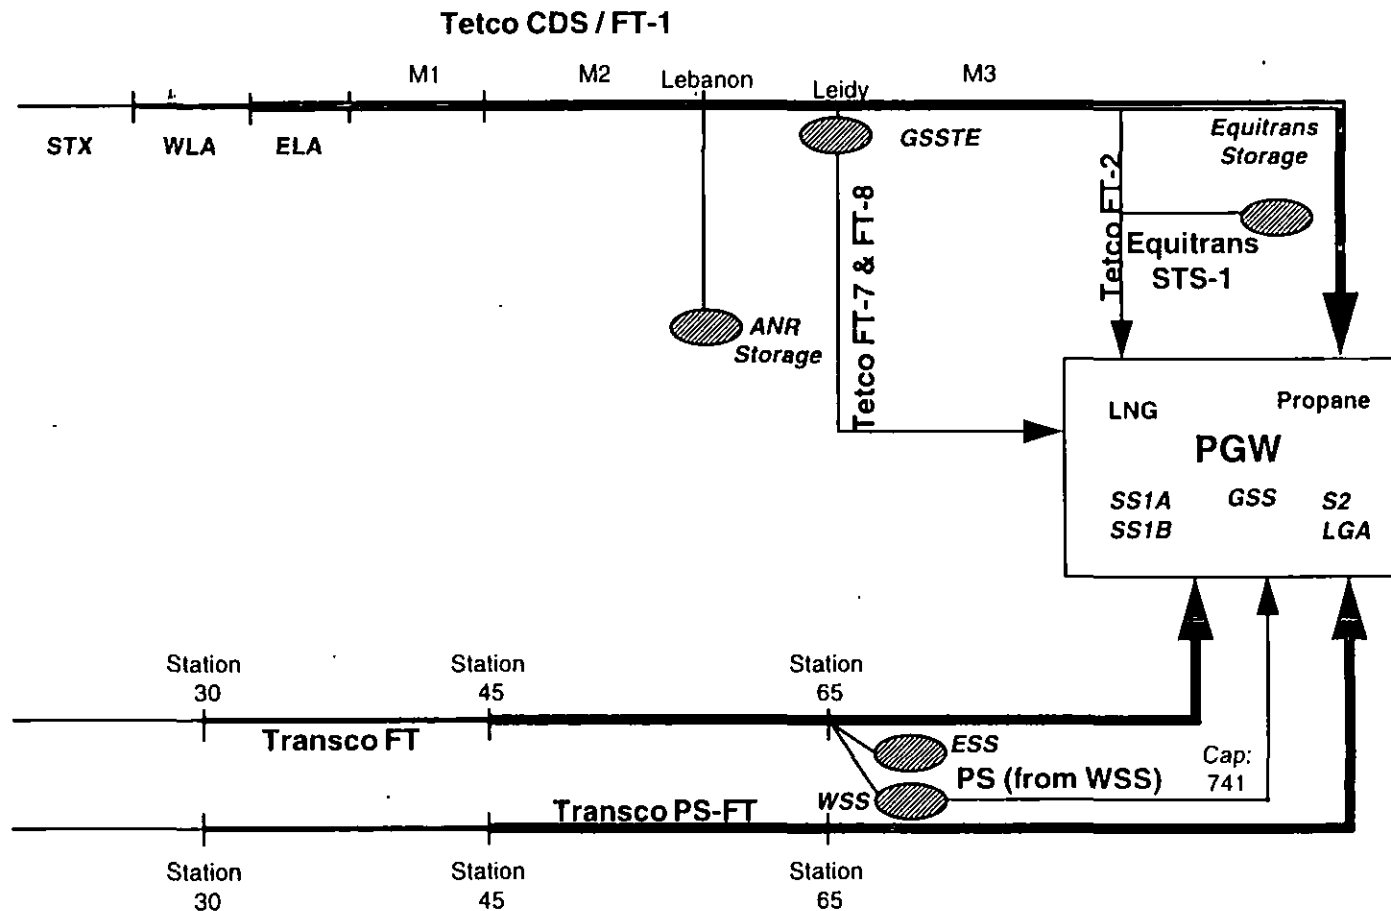 Tetco CDS / FT-1
M1
M2
Lebanon
Leidy
M3
STX
WLA
ELA
GSSTE
Equitrans
Storage
Tetco FT-2
Equitrans
STS-1
ANR
Storage
Tetco FT-7 & FT-8
LNG
Propane
PGW
SS1A
SS1B
GSS
S2
LGA
Station
30
Station
45
Station
65
Transco FT
ESS
PS (from WSS)
Cap:
741
WSS
Transco PS-FT
Station
30
Station
45
Station
65